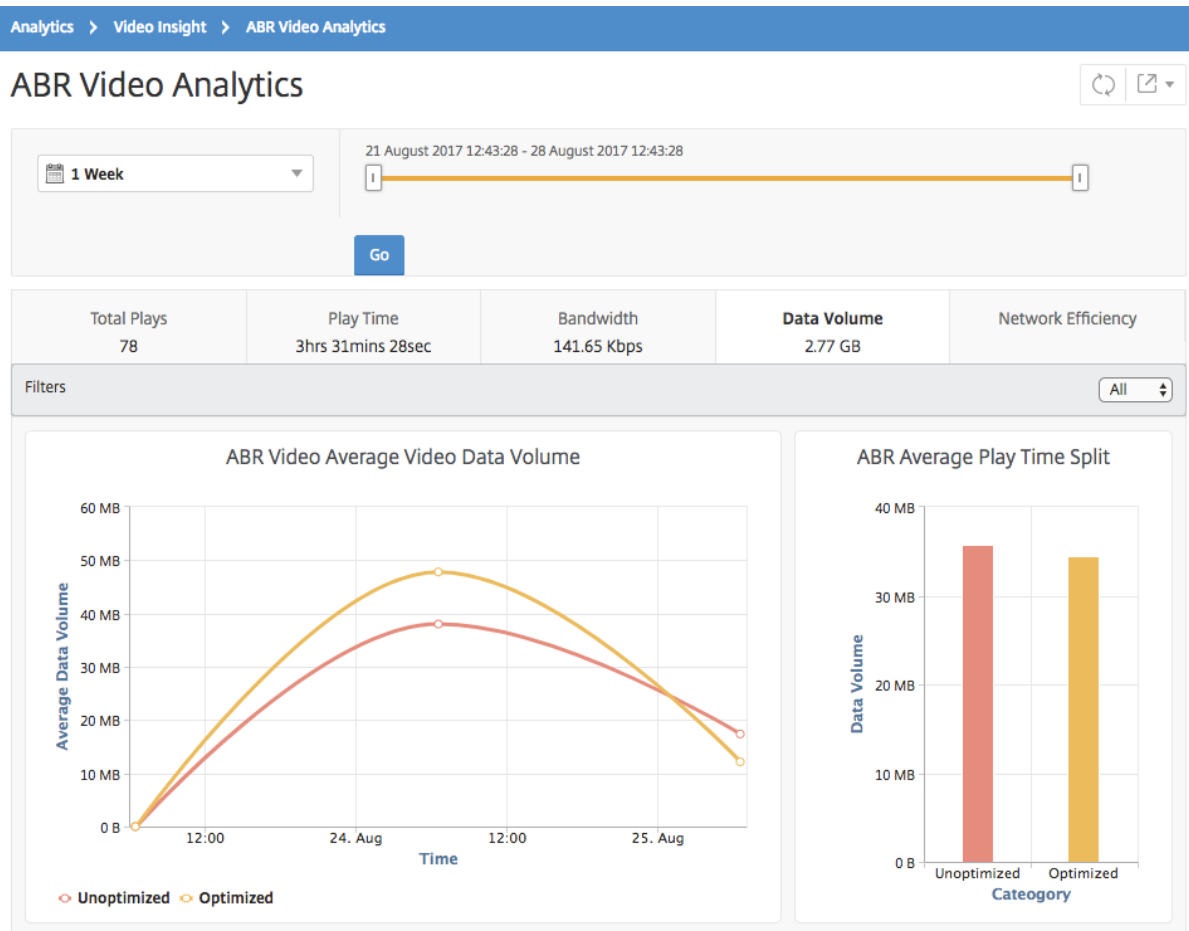 Analytics > Video Insight > ABR Video Analytics
ABR Video Analytics
1 Week
21 August 2017 12:43:28 - 28 August 2017 12:43:28
Go
Total Plays
78
Play Time
3hrs 31mins 28sec
Bandwidth
141.65 Kbps
Data Volume
2.77 GB
Network Efficiency
Filters
All
ABR Video Average Video Data Volume
Average Data Volume
60 MB
50 MB
40 MB
30 MB
20 MB
10 MB
0 B
12:00
24. Aug
12:00
25. Aug
Time
Unoptimized
Optimized
ABR Average Play Time Split
Data Volume
40 MB
30 MB
20 MB
10 MB
0 B
Unoptimized
Optimized
Cateogory